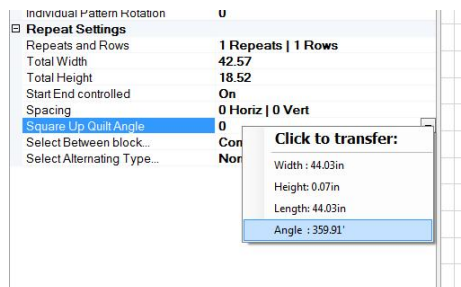 Individual Pattern Rotation 0
Repeat Settings
Repeats and Rows 1 Repeats | 1 Rows
Total Width 42.57
Total Height 18.52
Start End controlled On
Spacing 0 Horiz | 0 Vert
Square Up Quilt Angle 0
Select Between block... Con
Select Alternating Type... Nor
Click to transfer:
Width : 44.03in
Height: 0.07in
Length: 44.03in
Angle : 359.91'